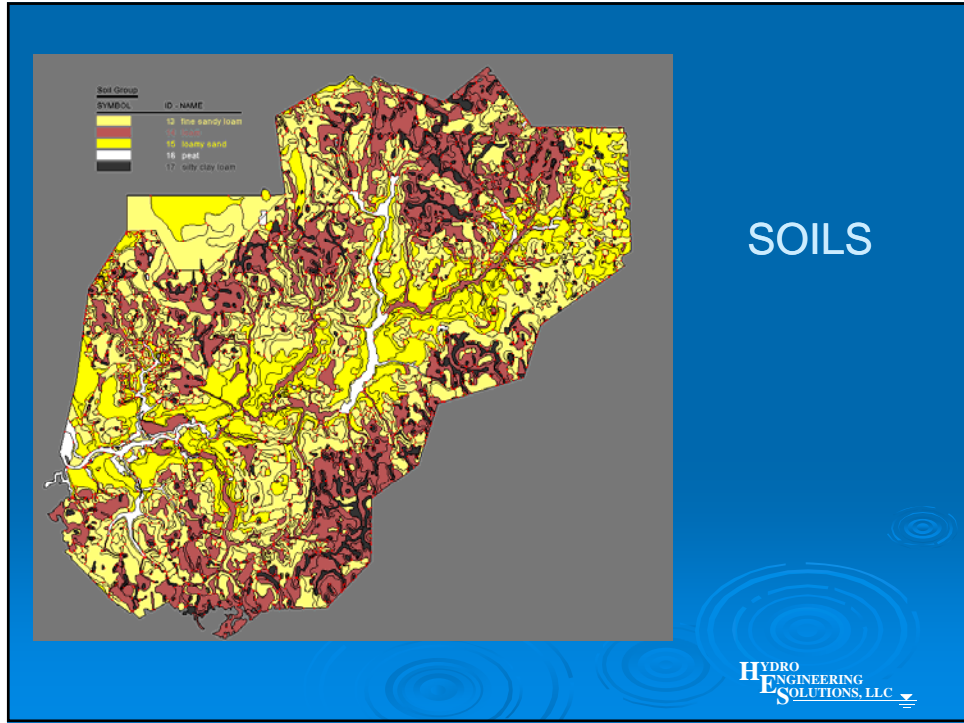 Soil Group
SYMBOL ID - NAME
12 fine sandy loam
15 loamy sand
16 peat
17 silty clay loam
SOILS
HYDRO
ENGINEERING
SOLUTIONS, LLC